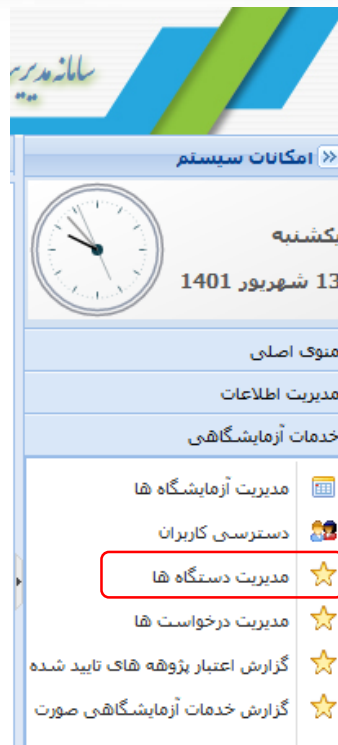 سامانه مدیر
امکانات سیستم
یکشنبه
13 شهریور 1401
منوی اصلی
مدیریت اطلاعات
خدمات آزمایشگاهی
مدیریت آزمایشگاه ها
دسترسی کاربران
مدیریت دستگاه ها
مدیریت درخواست ها
گزارش اعتبار پژوهه های تایید شده
گزارش خدمات آزمایشگاهی صورت